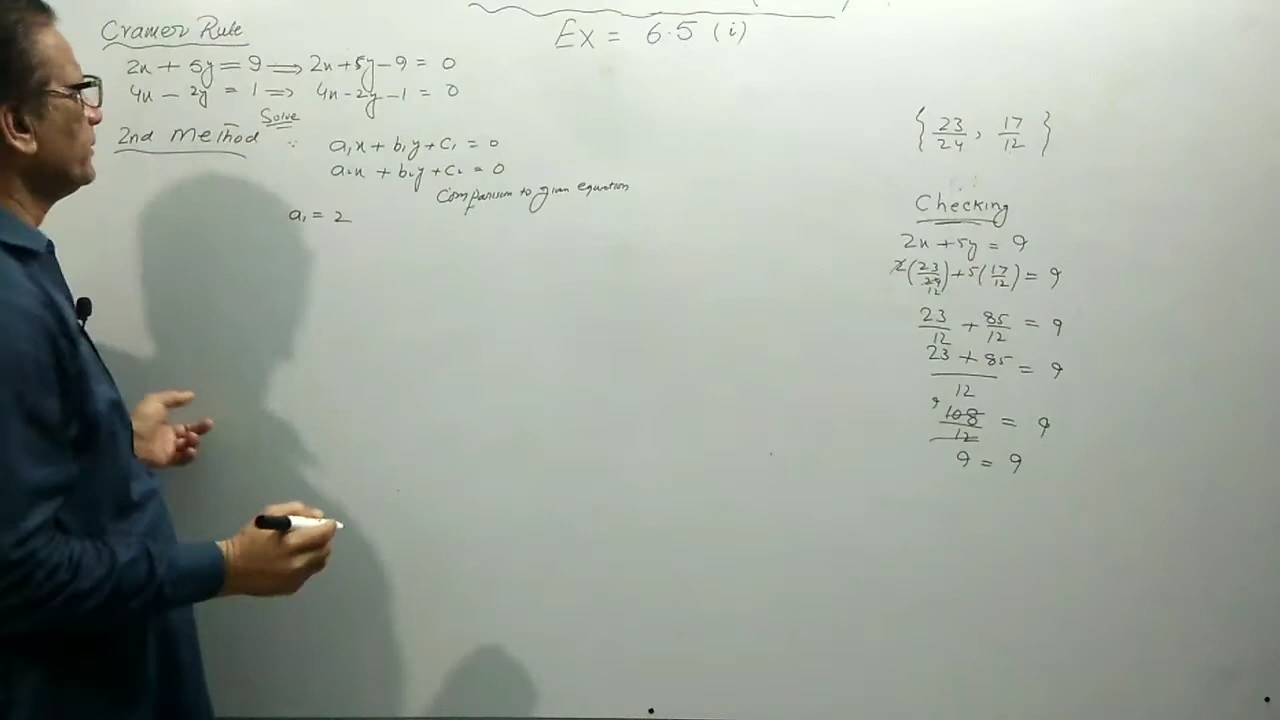 Ex = 6.5 (i)
Cramer Rule
2x + 5y = 9 ⟹ 2x + 5y - 9 = 0
4x - 2y = 1 ⟹ 4x - 2y - 1 = 0
Solve
2nd Method
∵ a₁x + b₁y + c₁ = 0
a₂x + b₂y + c₂ = 0
Comparison to given equation
a₁ = 2
{ 23/24 , 17/12 }
Checking
2x + 5y = 9
2(23/24) + 5(17/12) = 9
12
23/12 + 85/12 = 9
23 + 85 / 12 = 9
9 108/12 = 9
9 = 9